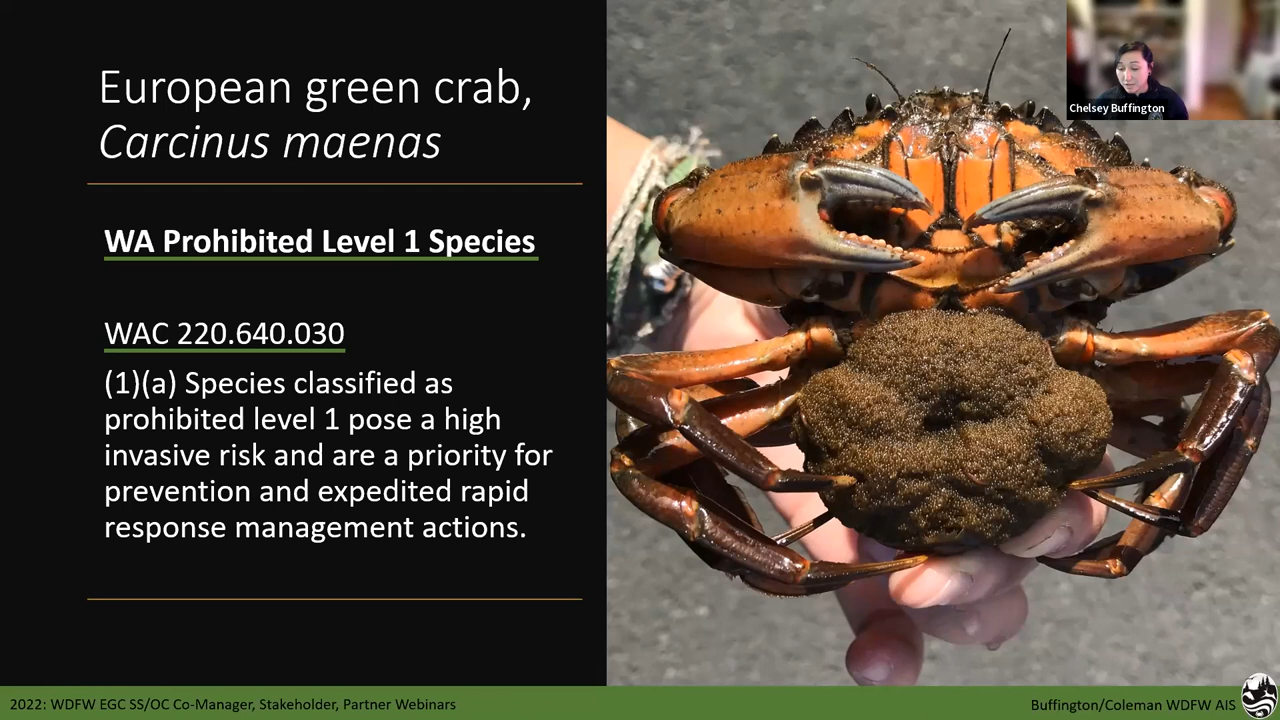 European green crab,
Carcinus maenas
WA Prohibited Level 1 Species
WAC 220.640.030
(1)(a) Species classified as
prohibited level 1 pose a high
invasive risk and are a priority for
prevention and expedited rapid
response management actions.
Chelsey Buffington
2022: WDFW EGC SS/OC Co-Manager, Stakeholder, Partner Webinars
Buffington/Coleman WDFW AIS